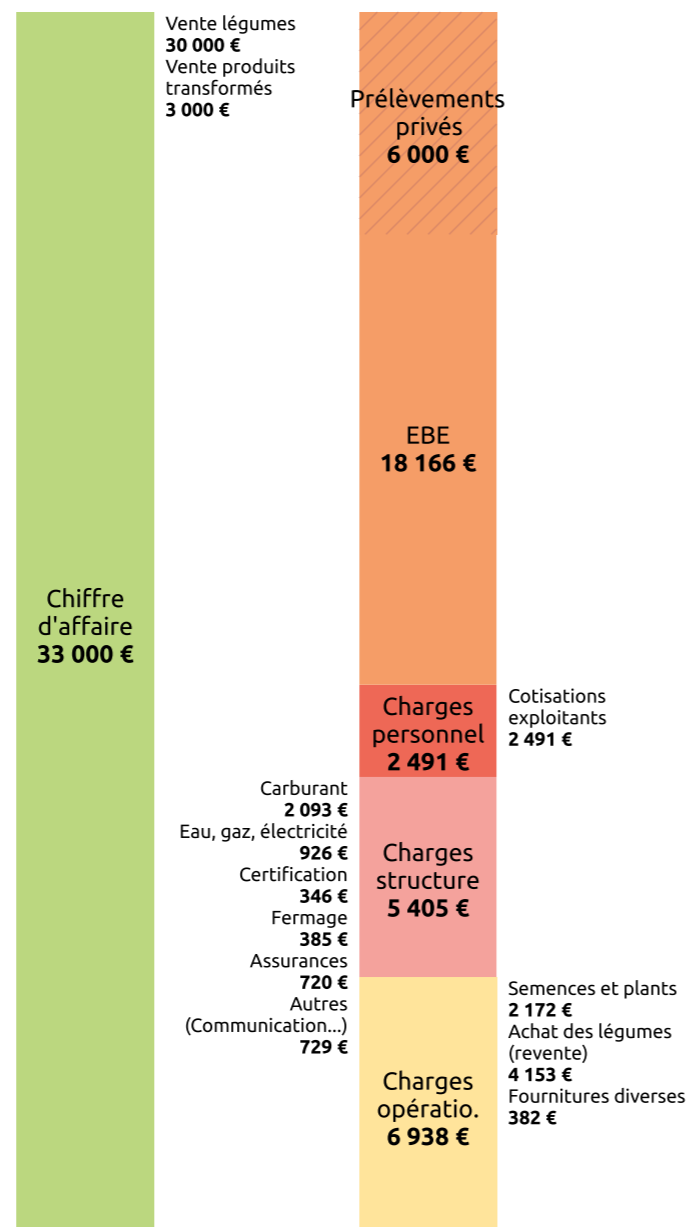 Vente légumes
30 000 €
Vente produits
transformés
3 000 €
Prélèvements
privés
6 000 €
EBE
18 166 €
Chiffre
d'affaire
33 000 €
Charges
personnel
2 491 €
Cotisations
exploitants
2 491 €
Carburant
2 093 €
Eau, gaz, électricité
926 €
Certification
346 €
Fermage
385 €
Assurances
720 €
Autres
(Communication...)
729 €
Charges
structure
5 405 €
Charges
opératio.
6 938 €
Semences et plants
2 172 €
Achat des légumes
(revente)
4 153 €
Fournitures diverses
382 €